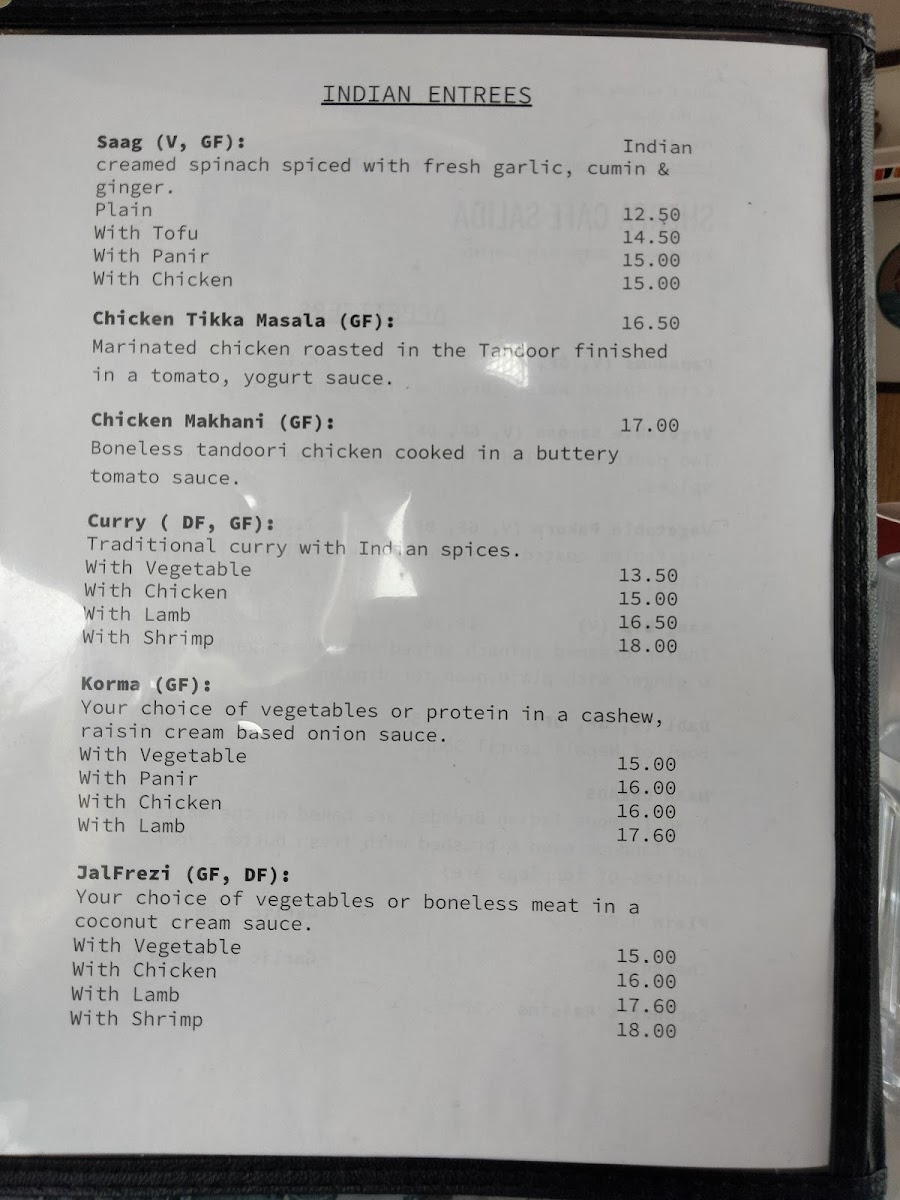 INDIAN ENTREES
Saag (V, GF): Indian
creamed spinach spiced with fresh garlic, cumin &
ginger.
Plain 12.50
With Tofu 14.50
With Panir 15.00
With Chicken 15.00
Chicken Tikka Masala (GF): 16.50
Marinated chicken roasted in the Tandoor finished
in a tomato, yogurt sauce.
Chicken Makhani (GF): 17.00
Boneless tandoori chicken cooked in a buttery
tomato sauce.
Curry ( DF, GF):
Traditional curry with Indian spices.
With Vegetable 13.50
With Chicken 15.00
With Lamb 16.50
With Shrimp 18.00
Korma (GF):
Your choice of vegetables or protein in a cashew,
raisin cream based onion sauce.
With Vegetable 15.00
With Panir 16.00
With Chicken 16.00
With Lamb 17.60
JalFrezi (GF, DF):
Your choice of vegetables or boneless meat in a
coconut cream sauce.
With Vegetable 15.00
With Chicken 16.00
With Lamb 17.60
With Shrimp 18.00